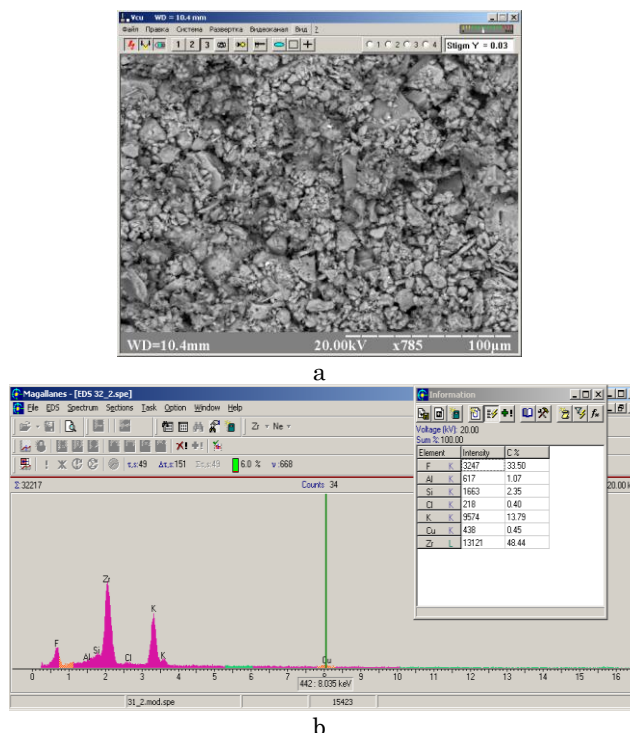 Vcu WD = 10.4 mm
Файл Правка Система Развертка Видеоканал Вид ?
1 2 3 1 2 3 4 Stigm Y = 0.03
WD=10.4mm 20.00kV x785 100µm
a
Magallanes - [EDS 32_2.spe]
File EDS Spectrum Sections Task Option Window Help
Zr Ne
τ,s:49 Δτ,s:151 Στ,s:49 6.0 % ν:668
Σ 32217 Counts 34 20.00 k
Information
Voltage (kV): 20.00
Sum %: 100.00
Element Intensity C %
F K 3247 33.50
Al K 617 1.07
Si K 1663 2.35
Cl K 218 0.40
K K 9574 13.79
Cu K 438 0.45
Zr L 13121 48.44
Zr
K
F
Al Si Cl K Cu
0 1 2 3 4 5 6 7 8 9 10 11 12 13 14 15 16
442 : 8.035 keV
31_2.mod.spe 15423
b